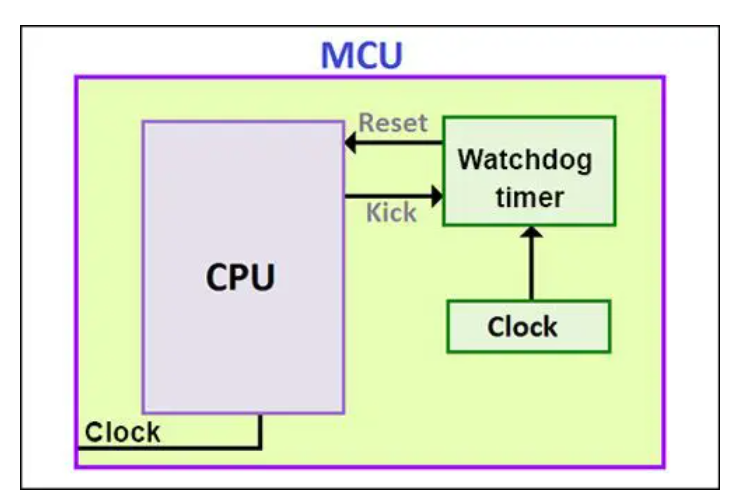 MCU
Reset
Watchdog
timer
Kick
CPU
Clock
Clock